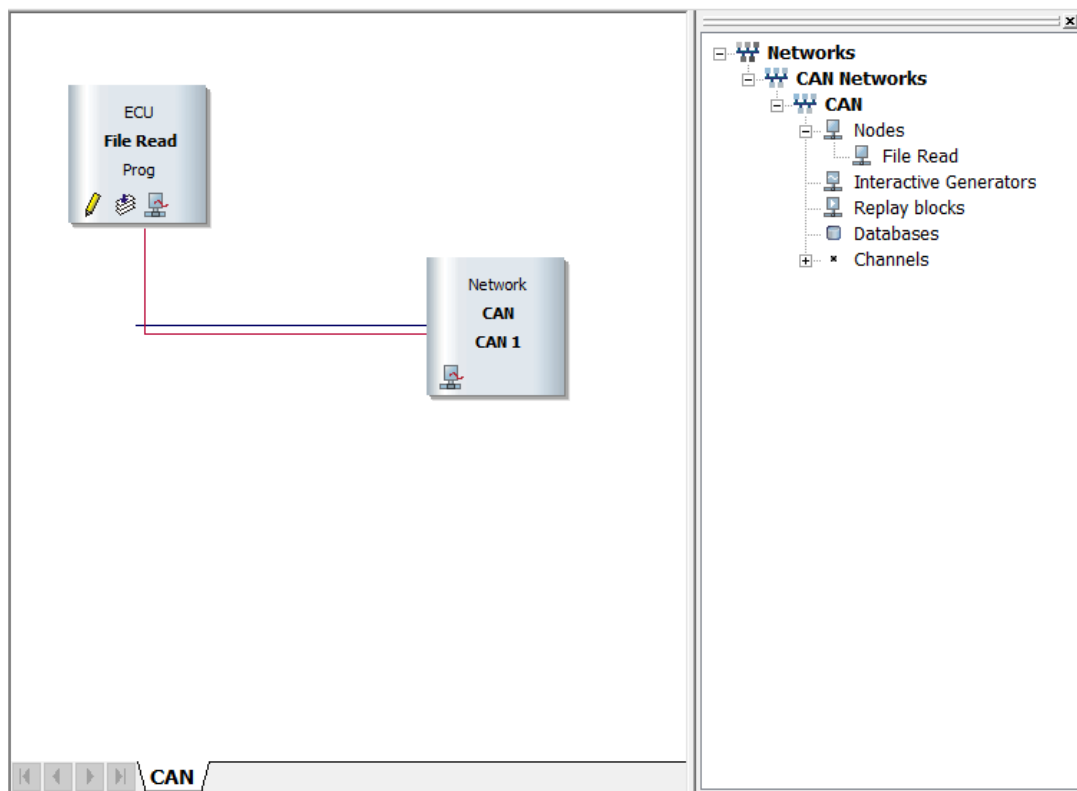 ECU
File Read
Prog
Network
CAN
CAN 1
CAN
Networks
CAN Networks
CAN
Nodes
File Read
Interactive Generators
Replay blocks
Databases
Channels